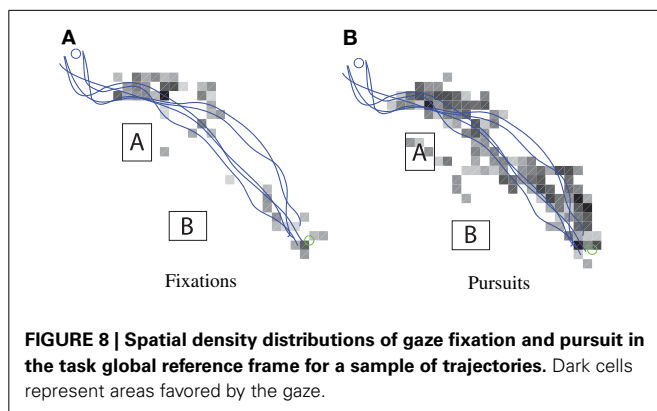 A B
A A
B B
Fixations Pursuits
FIGURE 8 | Spatial density distributions of gaze fixation and pursuit in
the task global reference frame for a sample of trajectories. Dark cells
represent areas favored by the gaze.